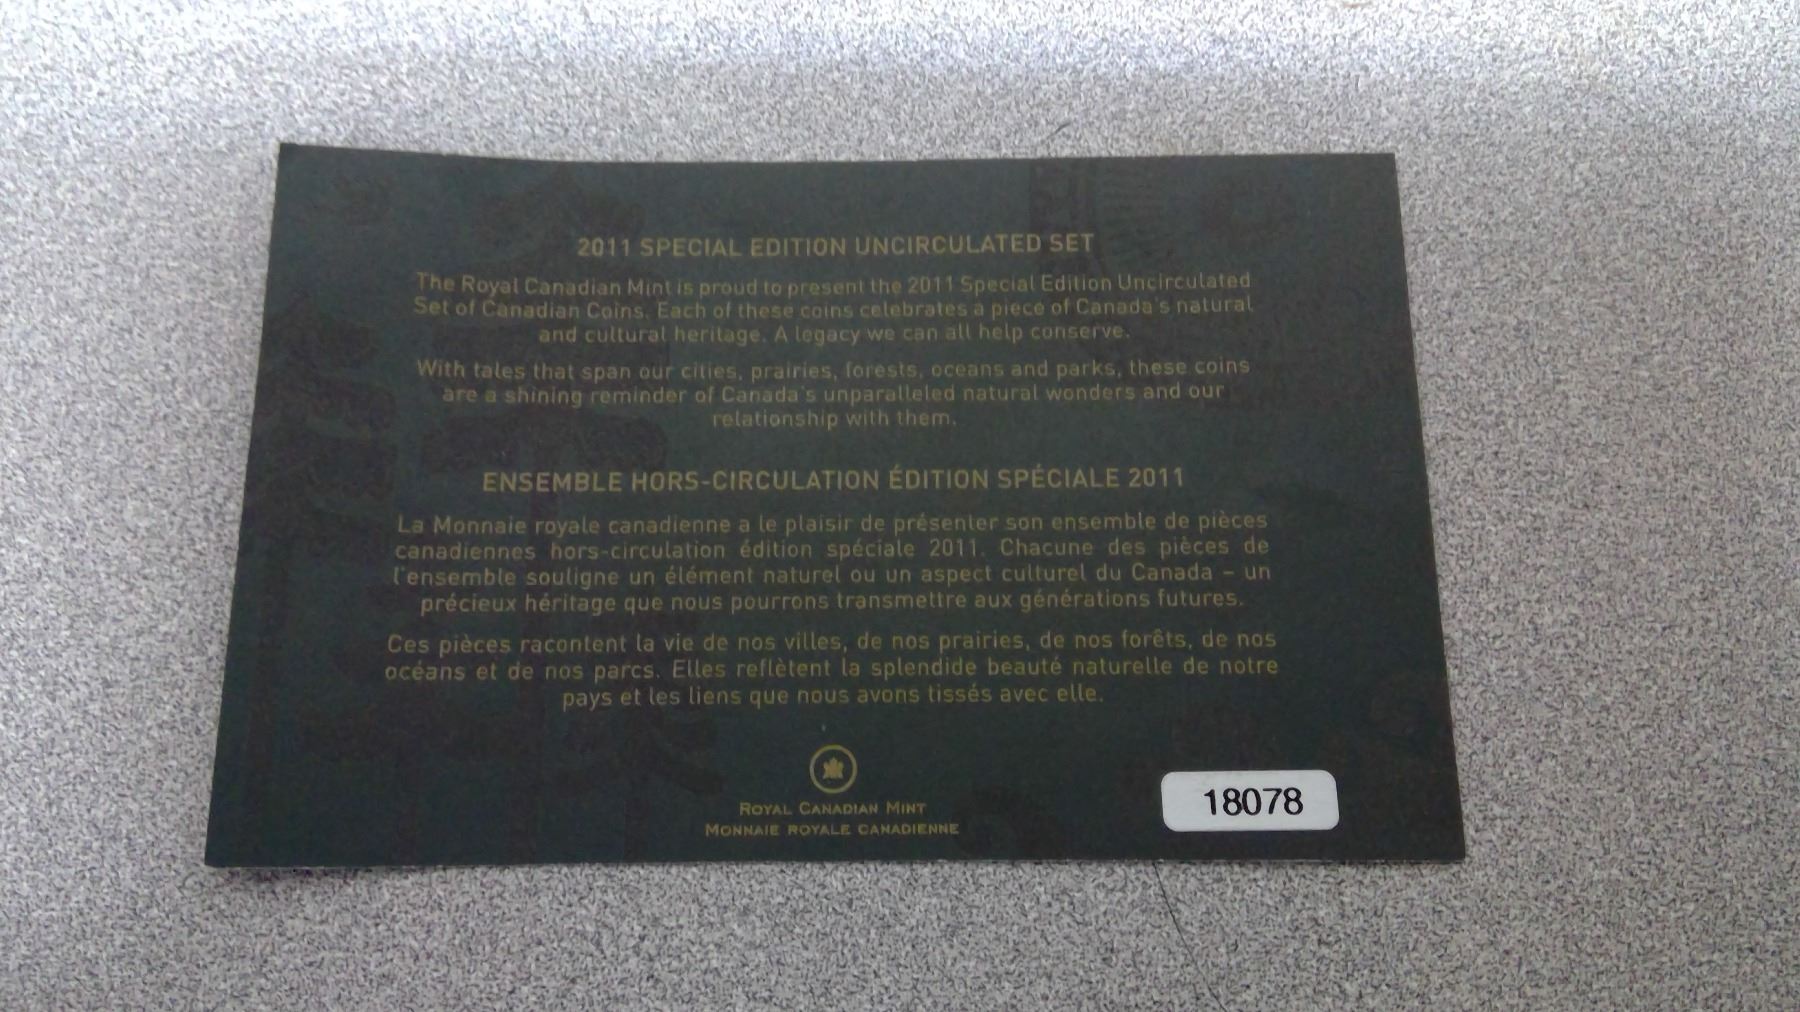 2011 SPECIAL EDITION UNCIRCULATED SET
The Royal Canadian Mint is proud to present the 2011 Special Edition Uncirculated
Set of Canadian Coins. Each of these coins celebrates a piece of Canada's natural
and cultural heritage. A legacy we can all help conserve.
With tales that span our cities, prairies, forests, oceans and parks, these coins
are a shining reminder of Canada's unparalleled natural wonders and our
relationship with them.
ENSEMBLE HORS-CIRCULATION ÉDITION SPÉCIALE 2011
La Monnaie royale canadienne a le plaisir de présenter son ensemble de pièces
canadiennes hors-circulation édition spéciale 2011. Chacune des pièces de
l'ensemble souligne un élément naturel ou un aspect culturel du Canada – un
précieux héritage que nous pourrons transmettre aux générations futures.
Ces pièces racontent la vie de nos villes, de nos prairies, de nos forêts, de nos
océans et de nos parcs. Elles reflètent la splendide beauté naturelle de notre
pays et les liens que nous avons tissés avec elle.
ROYAL CANADIAN MINT
MONNAIE ROYALE CANADIENNE
18078